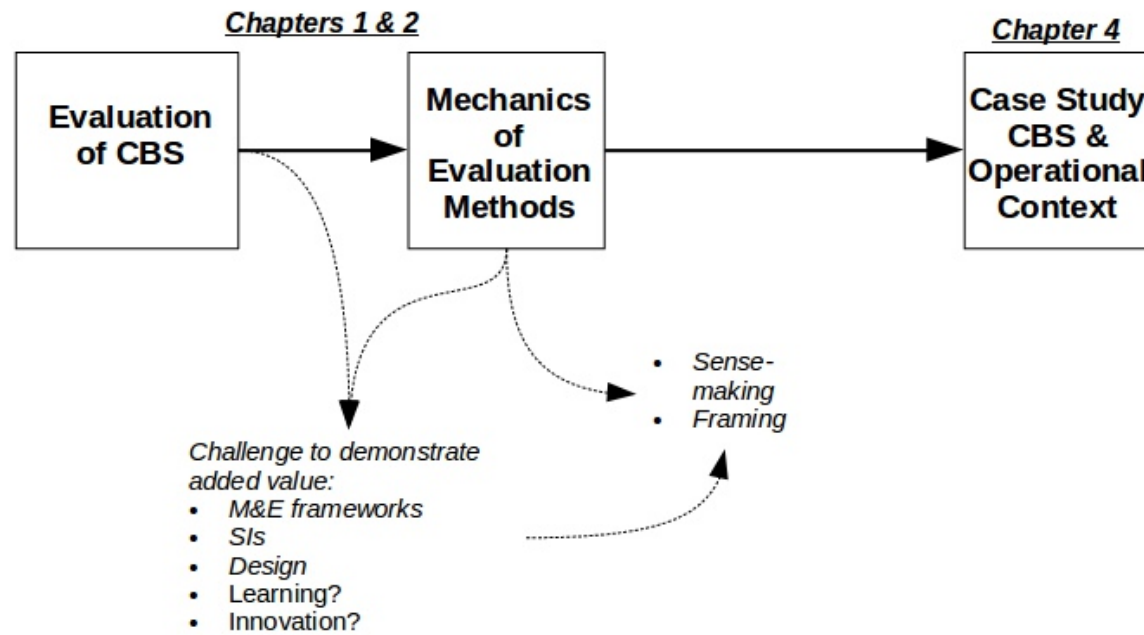 Chapters 1 & 2
Chapter 4
Evaluation
of CBS
Mechanics
of
Evaluation
Methods
Case Study
CBS &
Operational
Context
• Sense-
making
• Framing
Challenge to demonstrate
added value:
• M&E frameworks
• SIs
• Design
• Learning?
• Innovation?